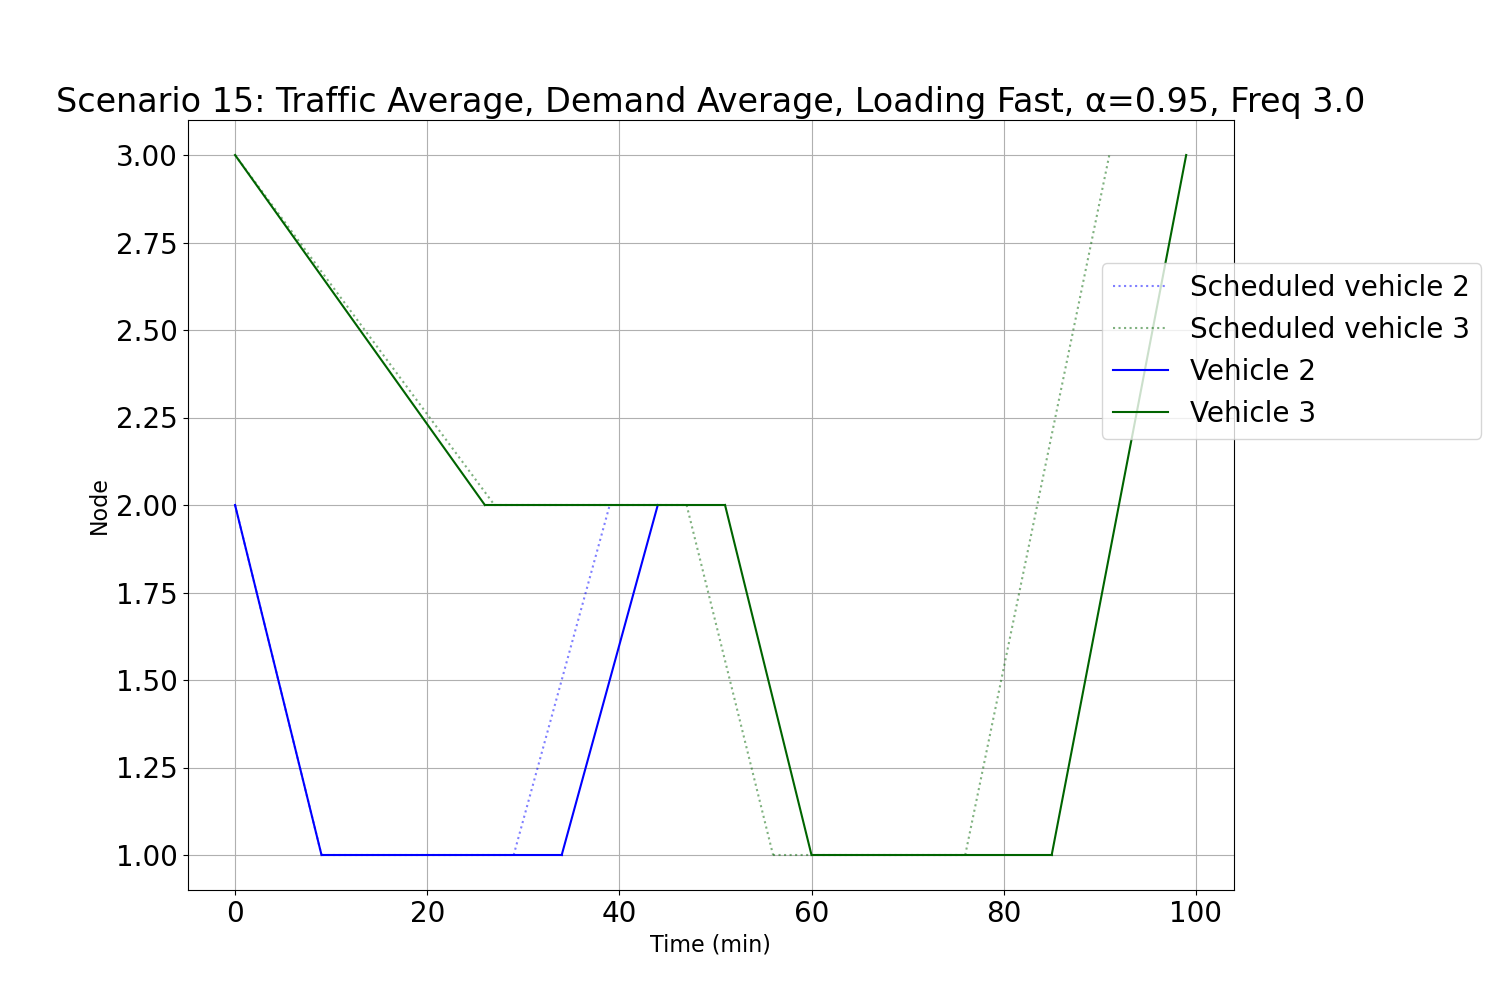 Scenario 15: Traffic Average, Demand Average, Loading Fast, α=0.95, Freq 3.0
3.00
2.75
2.50
2.25
2.00
1.75
1.50
1.25
1.00
Node
Scheduled vehicle 2
Scheduled vehicle 3
Vehicle 2
Vehicle 3
0 20 40 60 80 100
Time (min)